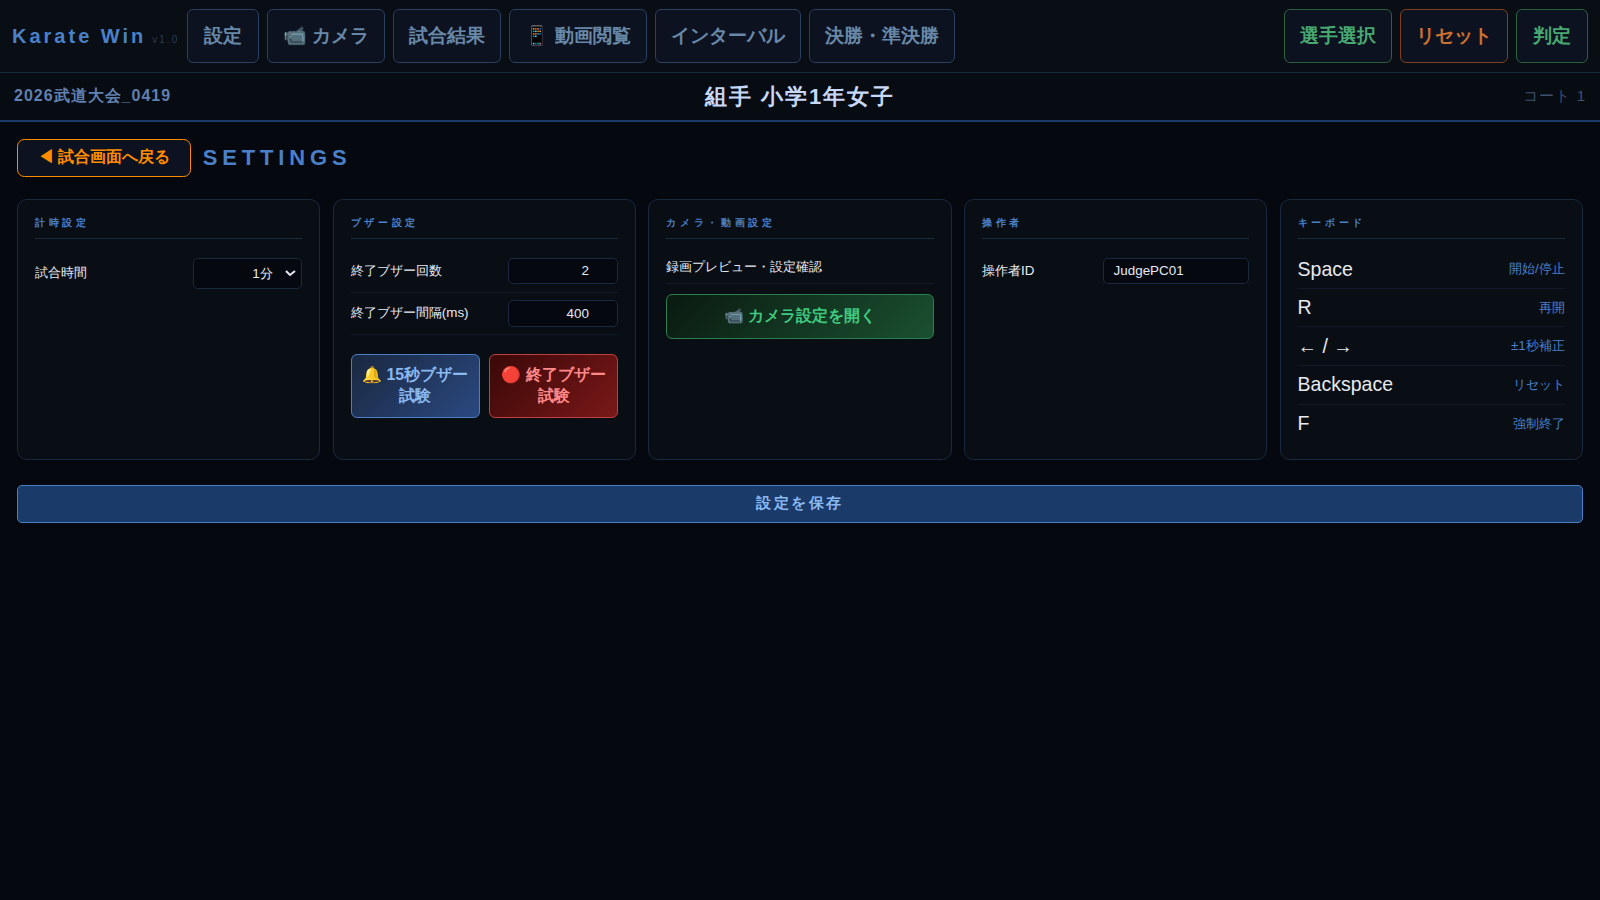 Karate Win v1.0
設定
📹 カメラ
試合結果
📱 動画閲覧
インターバル
決勝・準決勝
選手選択
リセット
判定
2026武道大会_0419
組手 小学1年女子
コート 1
◀ 試合画面へ戻る
SETTINGS
計時設定
試合時間
1分
ブザー設定
終了ブザー回数
2
終了ブザー間隔(ms)
400
🔔 15秒ブザー
試験
🔴 終了ブザー
試験
カメラ・動画設定
録画プレビュー・設定確認
📹 カメラ設定を開く
操作者
操作者ID
JudgePC01
キーボード
Space 開始/停止
R 再開
← / → ±1秒補正
Backspace リセット
F 強制終了
設定を保存